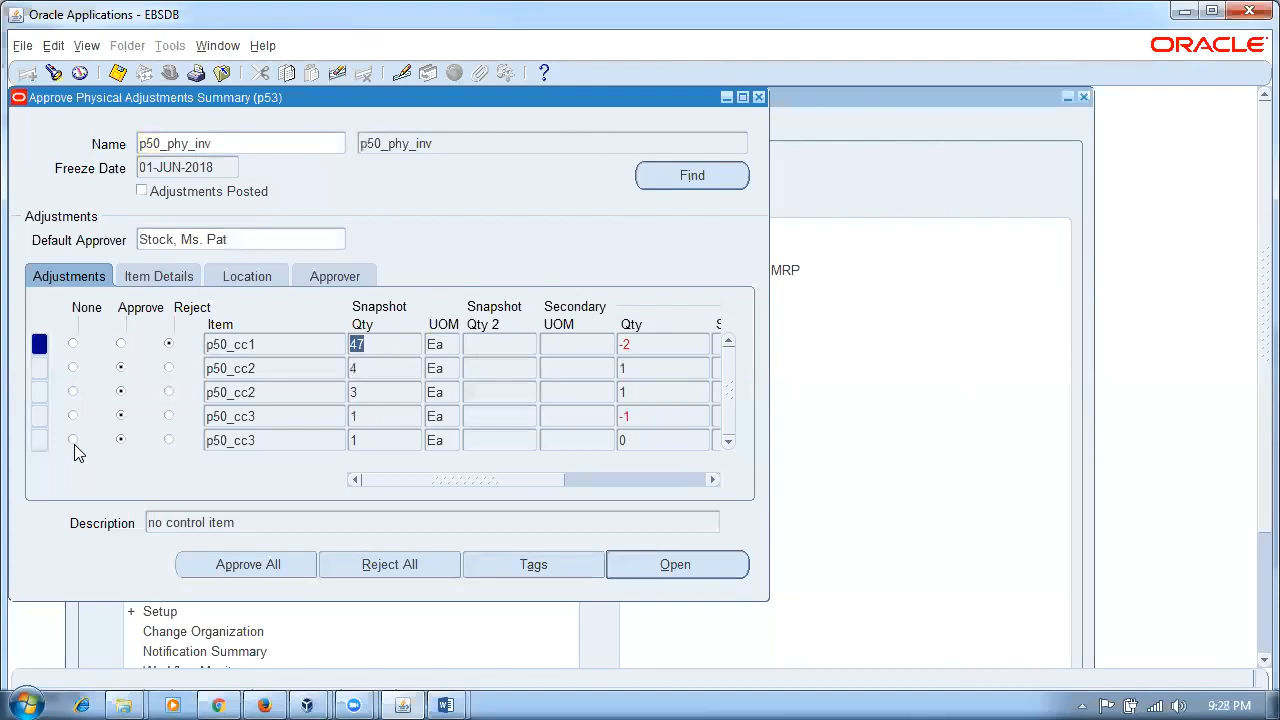 Oracle Applications - EBSDB
File Edit View Folder Tools Window Help
ORACLE
Approve Physical Adjustments Summary (p53)
Name p50_phy_inv p50_phy_inv
Freeze Date 01-JUN-2018
Adjustments Posted
Find
Adjustments
Default Approver Stock, Ms. Pat
Adjustments Item Details Location Approver
None Approve Reject Snapshot Snapshot Secondary
Item Qty UOM Qty 2 UOM Qty S
p50_cc1 47 Ea -2
p50_cc2 4 Ea 1
p50_cc2 3 Ea 1
p50_cc3 1 Ea -1
p50_cc3 1 Ea 0
Description no control item
Approve All Reject All Tags Open
MRP
+ Setup
Change Organization
Notification Summary
9:28 PM